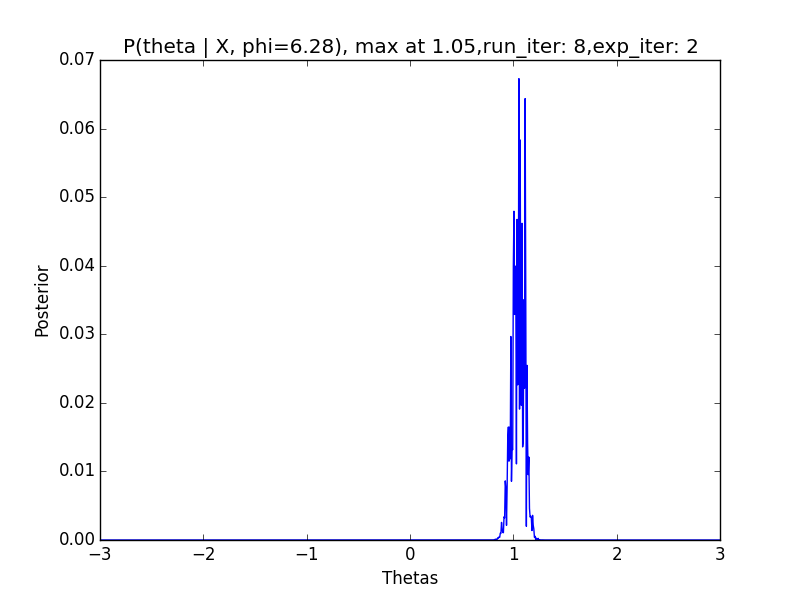 P(theta | X, phi=6.28), max at 1.05,run_iter: 8,exp_iter: 2
0.07
0.06
0.05
0.04
0.03
0.02
0.01
0.00
Posterior
−3 −2 −1 0 1 2 3
Thetas